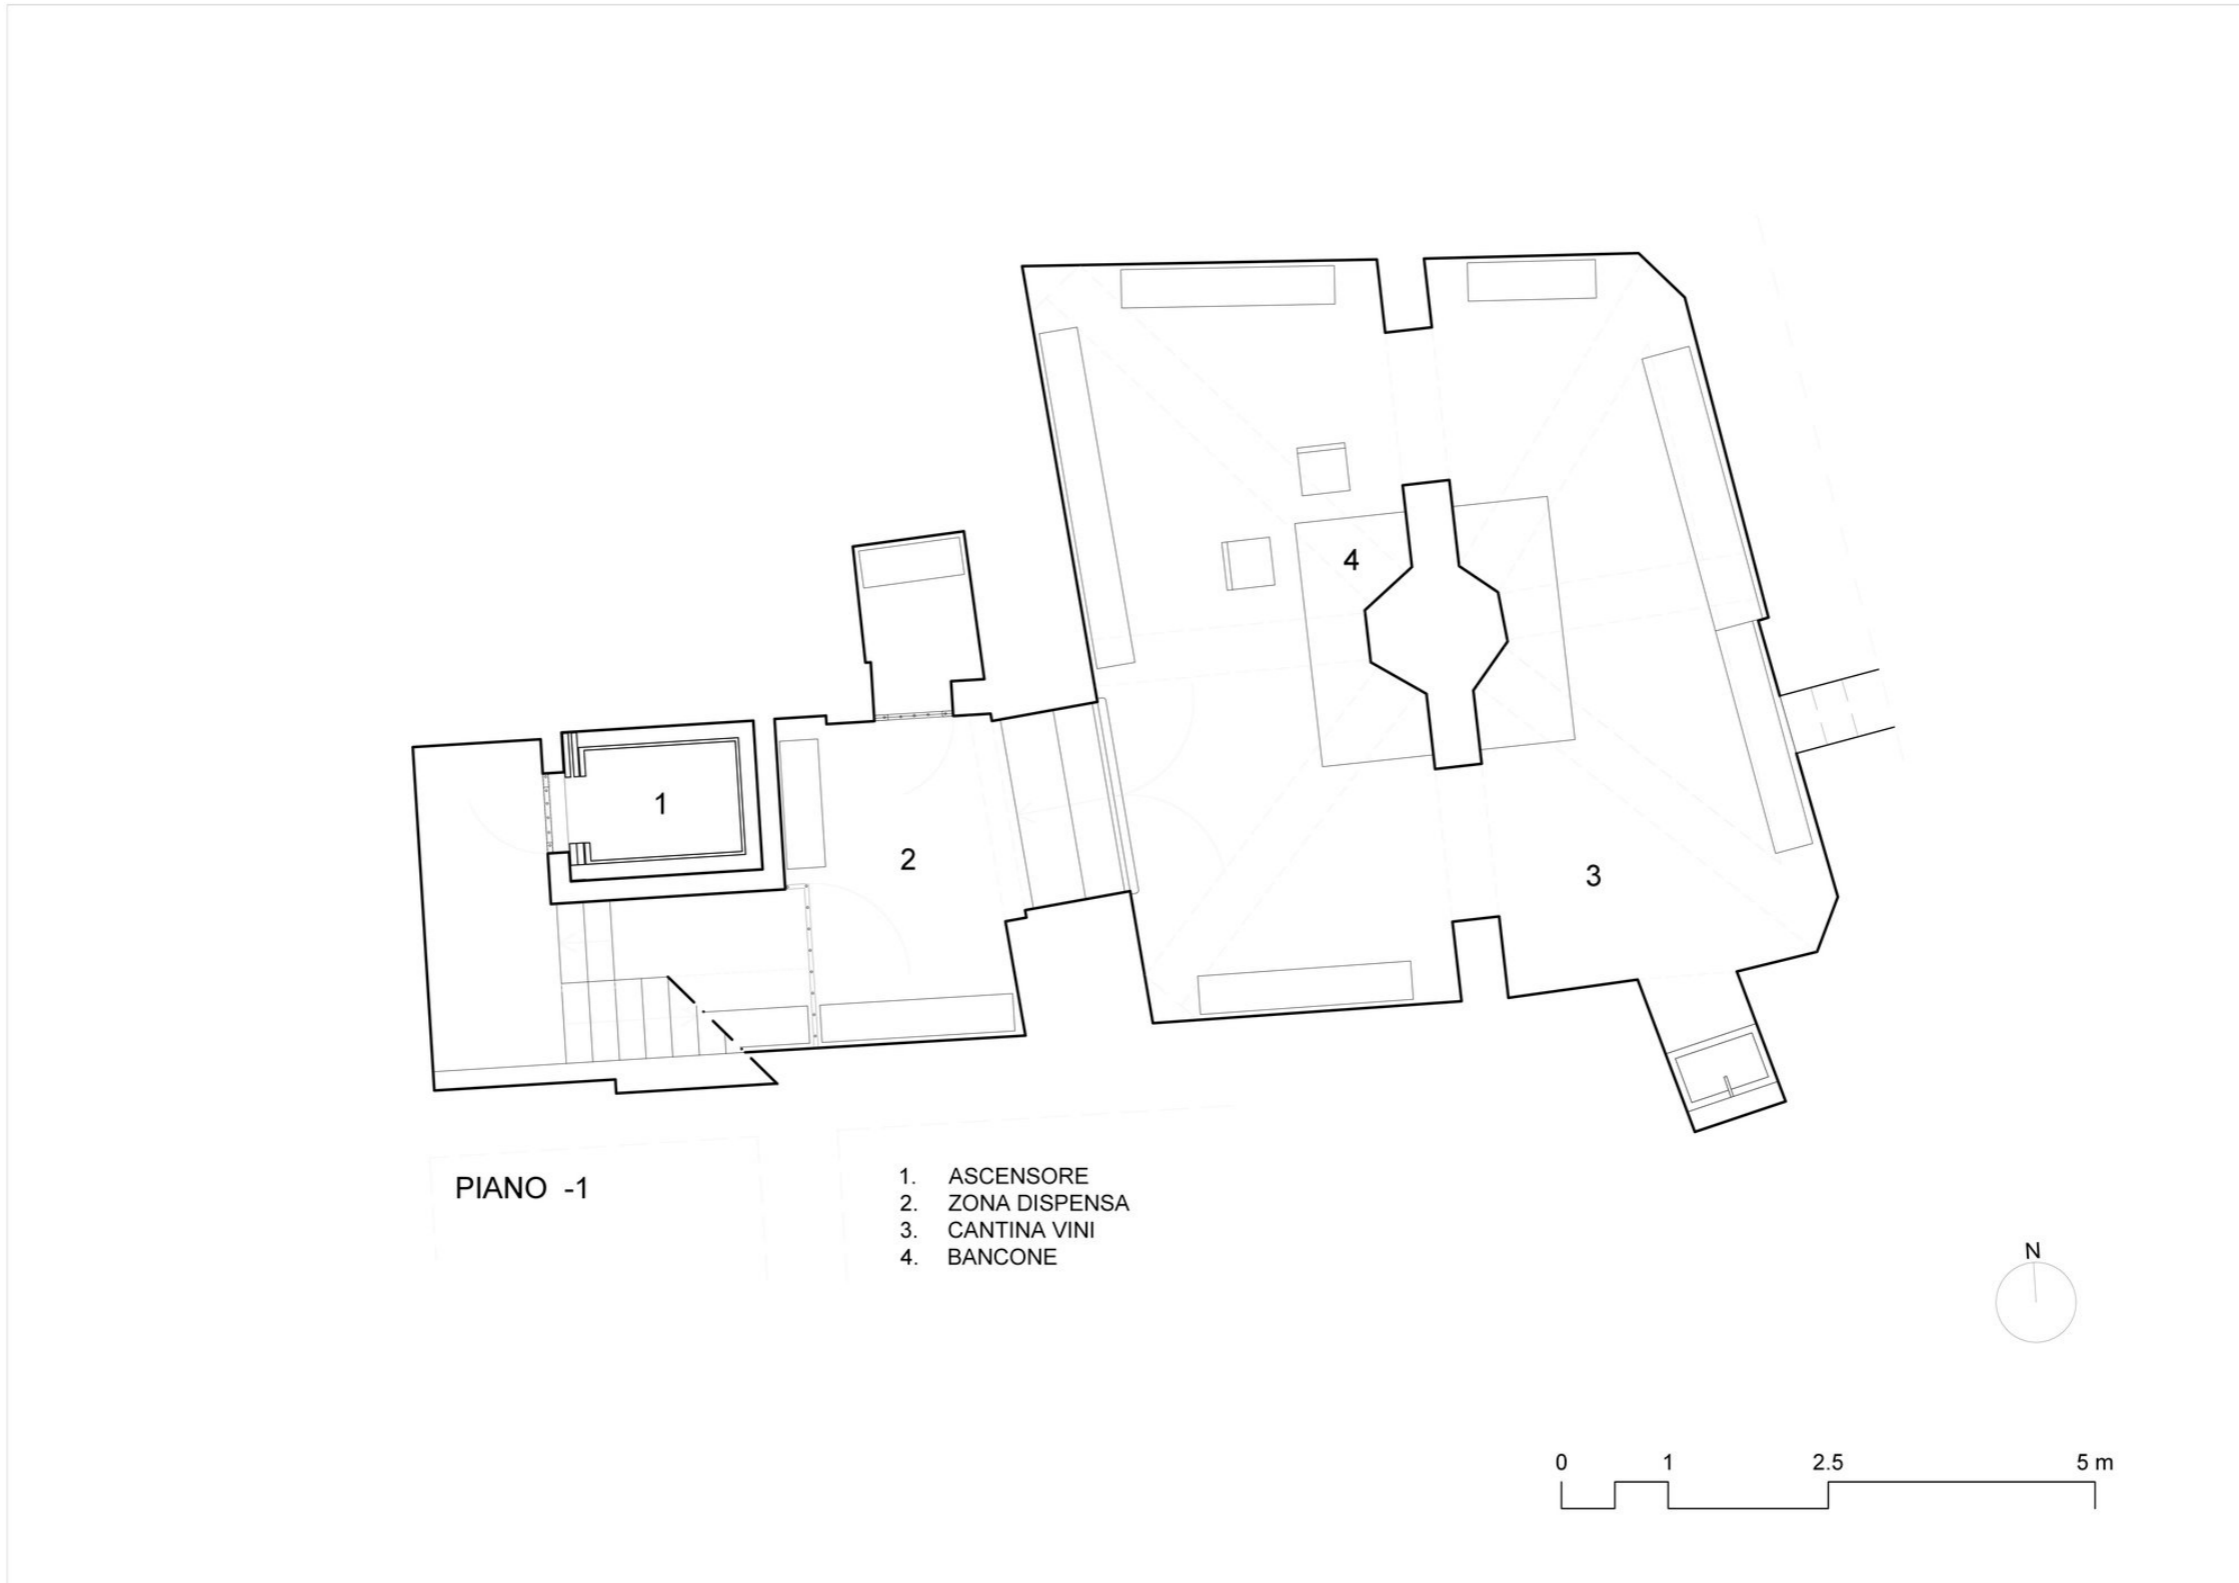 4
1
2
3
PIANO -1
1. ASCENSORE
2. ZONA DISPENSA
3. CANTINA VINI
4. BANCONE
N
0 1 2.5 5 m